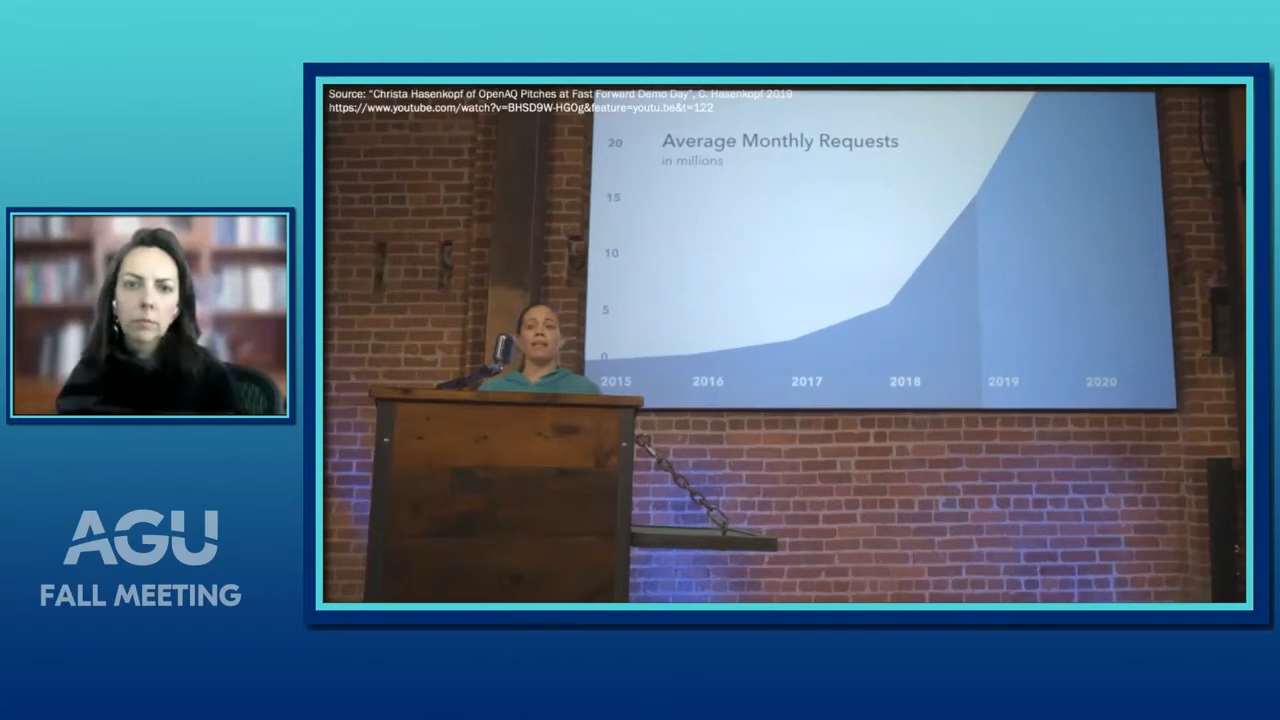 Source: "Christa Hasenkopf of OpenAQ Pitches at Fast Forward Demo Day", C. Hasenkopf 2019
https://www.youtube.com/watch?v=BHSD9W-HGOg&feature=youtu.be&t=122
Average Monthly Requests
in millions
20
15
10
5
0
2015 2016 2017 2018 2019 2020
AGU
FALL MEETING